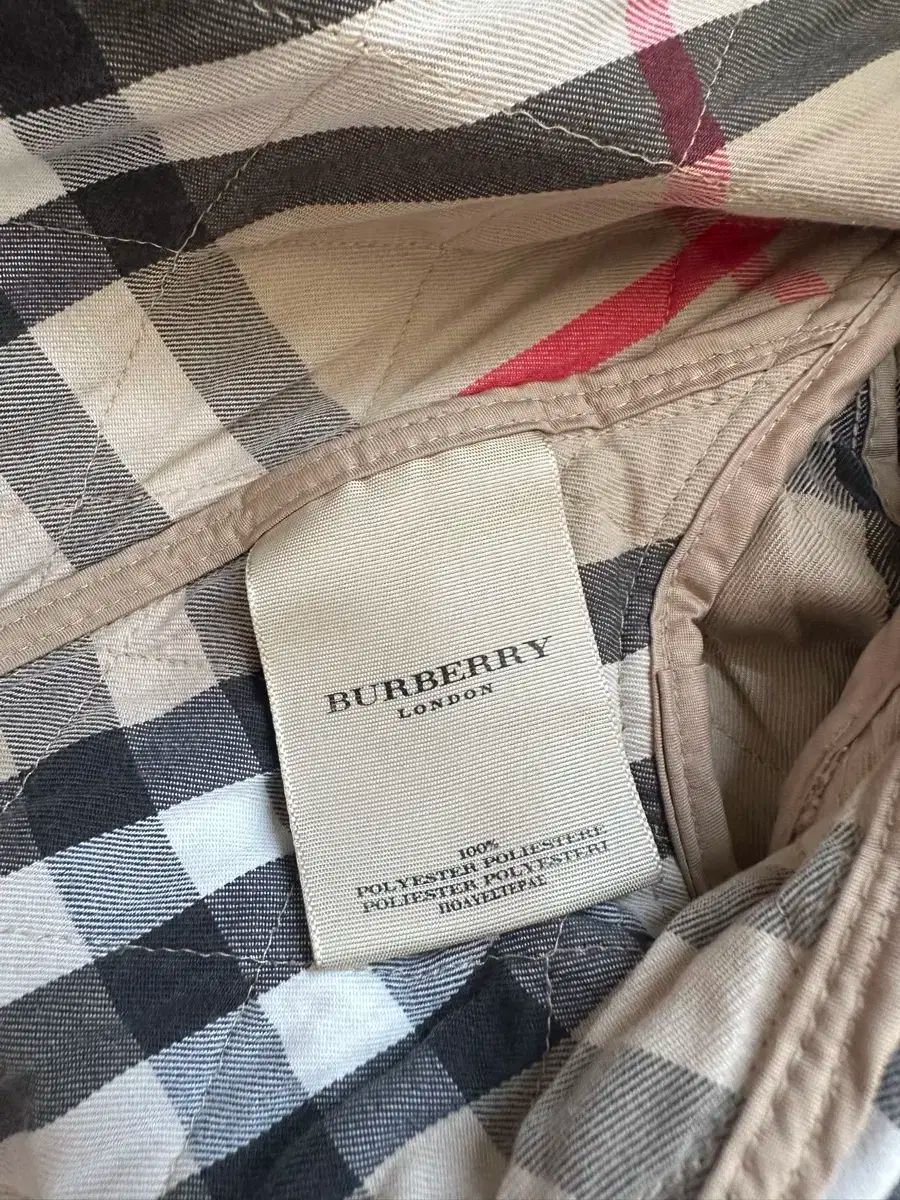 BURBERRY
LONDON
100%
POLYESTER POLIESTERE
POLIESTER POLYESTERI
ΠΟΛΥΕΣΤΕΡΑΣ